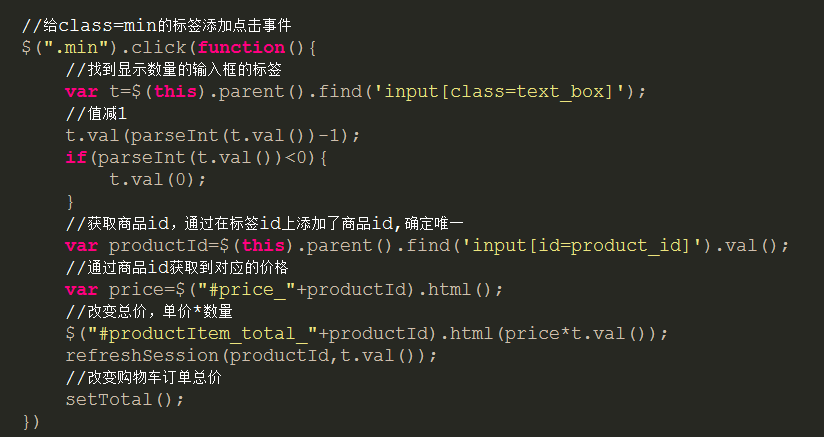 //给class=min的标签添加点击事件
$(".min").click(function(){
    //找到显示数量的输入框的标签
    var t=$(this).parent().find('input[class=text_box]');
    //值减1
    t.val(parseInt(t.val())-1);
    if(parseInt(t.val())<0){
        t.val(0);
    }
    //获取商品id，通过在标签id上添加了商品id,确定唯一
    var productId=$(this).parent().find('input[id=product_id]').val();
    //通过商品id获取到对应的价格
    var price=$("#price_"+productId).html();
    //改变总价，单价*数量
    $("#productItem_total_"+productId).html(price*t.val());
    refreshSession(productId,t.val());
    //改变购物车订单总价
    setTotal();
})